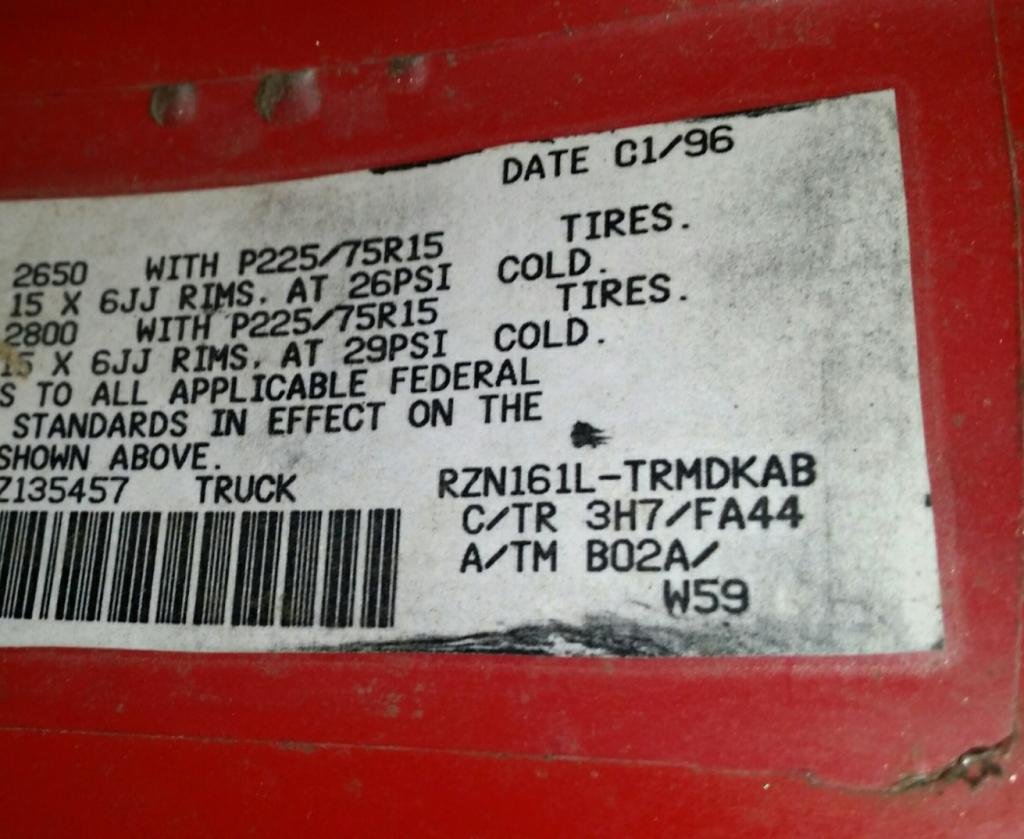 DATE C1/96
2650 WITH P225/75R15 TIRES.
15 X 6JJ RIMS. AT 26PSI COLD.
2800 WITH P225/75R15 TIRES.
15 X 6JJ RIMS. AT 29PSI COLD.
S TO ALL APPLICABLE FEDERAL
STANDARDS IN EFFECT ON THE
SHOWN ABOVE.
Z135457 TRUCK RZN161L-TRMDKAB
C/TR 3H7/FA44
A/TM B02A/
W59